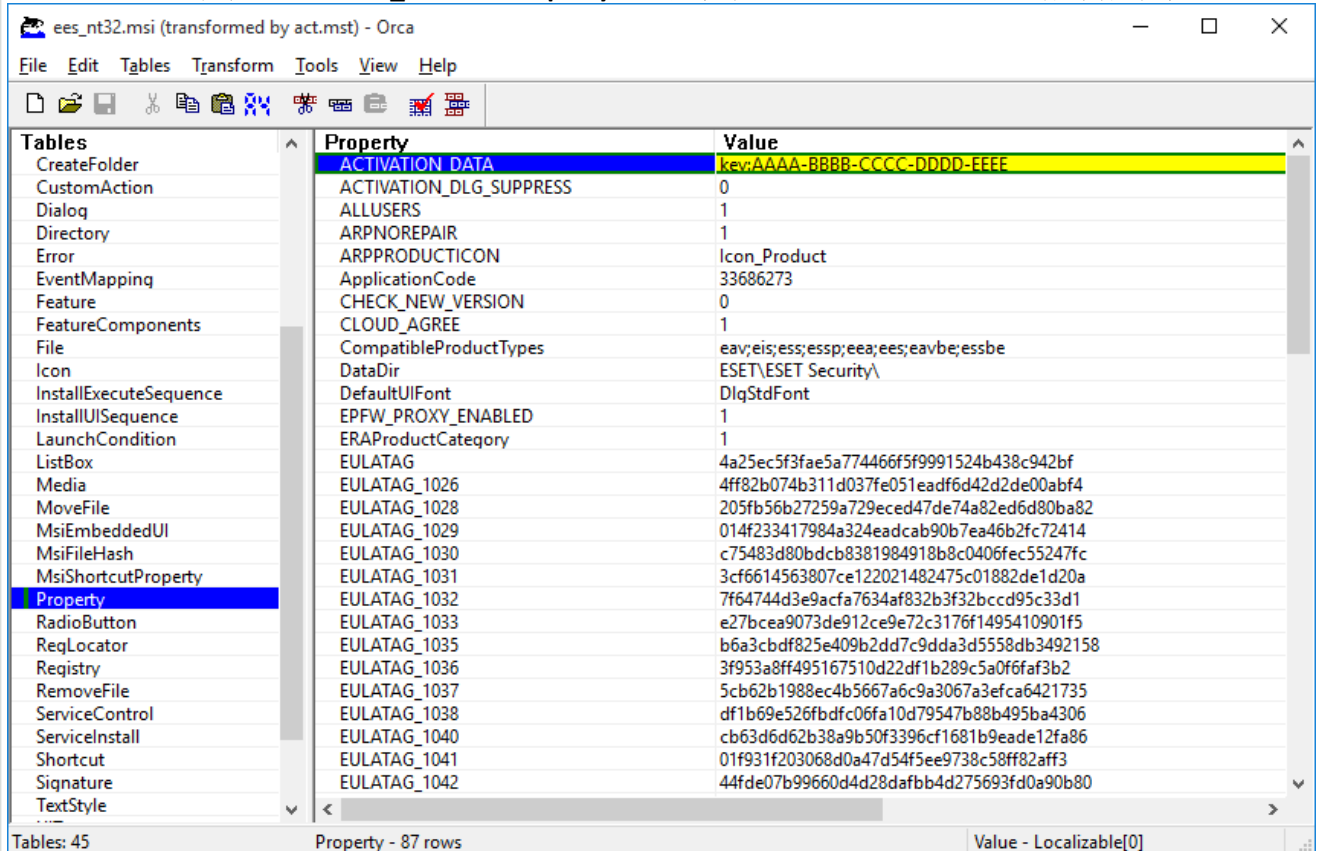 ees_nt32.msi (transformed by act.mst) - Orca
File Edit Tables Transform Tools View Help
Tables Property Value
CreateFolder ACTIVATION_DATA key:AAAA-BBBB-CCCC-DDDD-EEEE
CustomAction ACTIVATION_DLG_SUPPRESS 0
Dialog ALLUSERS 1
Directory ARPNOREPAIR 1
Error ARPPRODUCTICON Icon_Product
EventMapping ApplicationCode 33686273
Feature CHECK_NEW_VERSION 0
FeatureComponents CLOUD_AGREE 1
File CompatibleProductTypes eav;eis;ess;essp;eea;ees;eavbe;essbe
Icon DataDir ESET\ESET Security\
InstallExecuteSequence DefaultUIFont DlgStdFont
InstallUISequence EPFW_PROXY_ENABLED 1
LaunchCondition ERAProductCategory 1
ListBox EULATAG 4a25ec5f3fae5a774466f5f9991524b438c942bf
Media EULATAG_1026 4ff82b074b311d037fe051eadf6d42d2de00abf4
MoveFile EULATAG_1028 205fb56b27259a729eced47de74a82ed6d80ba82
MsiEmbeddedUI EULATAG_1029 014f233417984a324eadcab90b7ea46b2fc72414
MsiFileHash EULATAG_1030 c75483d80bdcb8381984918b8c0406fec55247fc
MsiShortcutProperty EULATAG_1031 3cf6614563807ce122021482475c01882de1d20a
Property EULATAG_1032 7f64744d3e9acfa7634af832b3f32bccd95c33d1
RadioButton EULATAG_1033 e27bcea9073de912ce9e72c3176f1495410901f5
RegLocator EULATAG_1035 b6a3cbdf825e409b2dd7c9dda3d5558db3492158
Registry EULATAG_1036 3f953a8ff495167510d22df1b289c5a0f6faf3b2
RemoveFile EULATAG_1037 5cb62b1988ec4b5667a6c9a3067a3efca6421735
ServiceControl EULATAG_1038 df1b69e526fbdfc06fa10d79547b88b495ba4306
ServiceInstall EULATAG_1040 cb63d6d62b38a9b50f3396cf1681b9eade12fa86
Shortcut EULATAG_1041 01f931f203068d0a47d54f5ee9738c58ff82aff3
Signature EULATAG_1042 44fde07b99660d4d28dafbb4d275693fd0a90b80
TextStyle
Tables: 45 Property - 87 rows Value - Localizable[0]